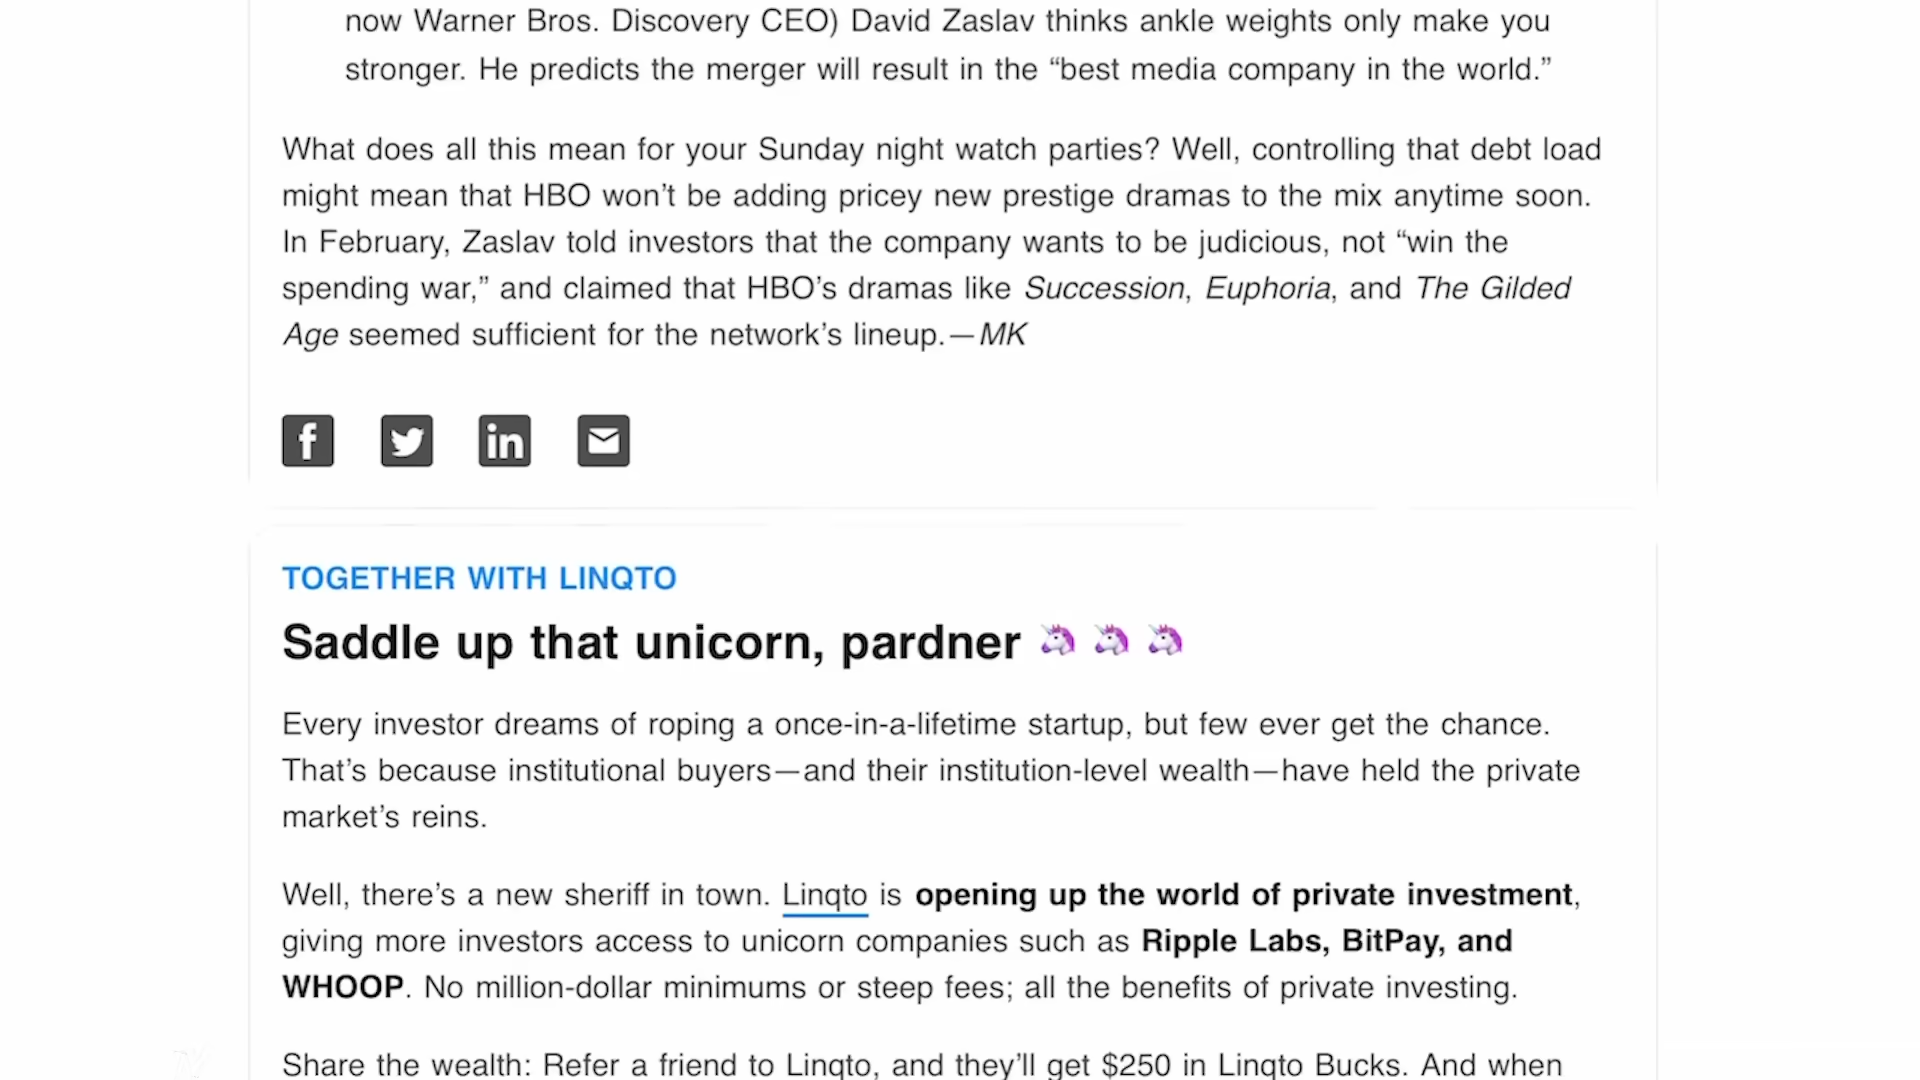 now Warner Bros. Discovery CEO) David Zaslav thinks ankle weights only make you
stronger. He predicts the merger will result in the “best media company in the world.”
What does all this mean for your Sunday night watch parties? Well, controlling that debt load
might mean that HBO won’t be adding pricey new prestige dramas to the mix anytime soon.
In February, Zaslav told investors that the company wants to be judicious, not “win the
spending war,” and claimed that HBO’s dramas like Succession, Euphoria, and The Gilded
Age seemed sufficient for the network’s lineup.—MK
TOGETHER WITH LINQTO
Saddle up that unicorn, pardner 🦄 🦄 🦄
Every investor dreams of roping a once-in-a-lifetime startup, but few ever get the chance.
That’s because institutional buyers—and their institution-level wealth—have held the private
market’s reins.
Well, there’s a new sheriff in town. Linqto is opening up the world of private investment,
giving more investors access to unicorn companies such as Ripple Labs, BitPay, and
WHOOP. No million-dollar minimums or steep fees; all the benefits of private investing.
Share the wealth: Refer a friend to Linqto, and they’ll get $250 in Linqto Bucks. And when